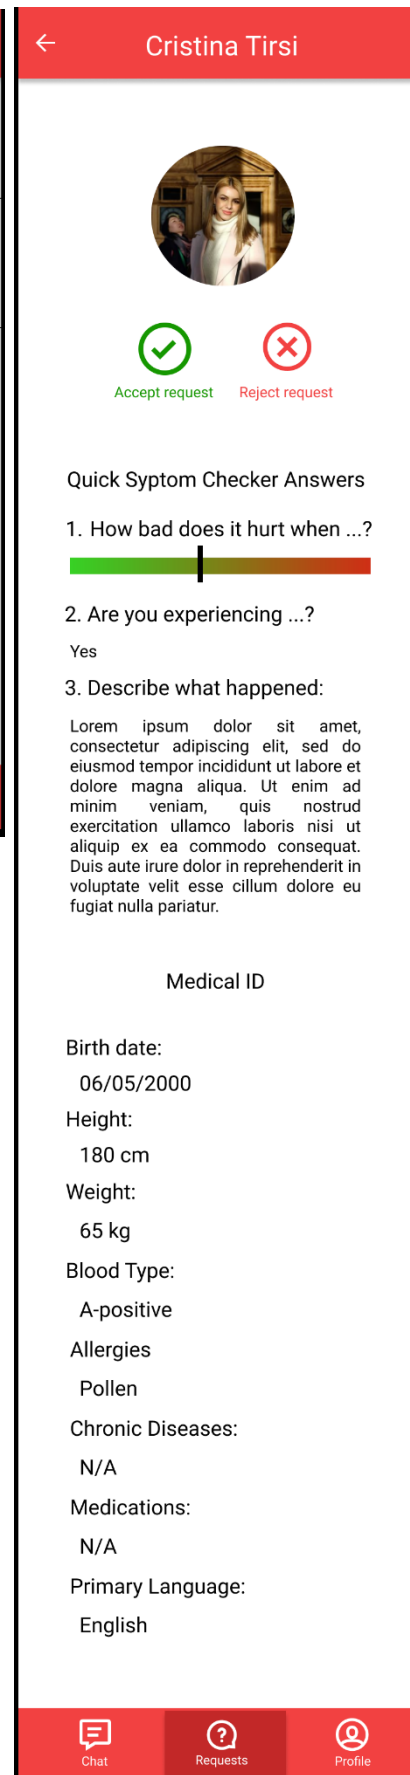 Cristina Tirsi
Accept request
Reject request
Quick Syptom Checker Answers
1. How bad does it hurt when ...?
2. Are you experiencing ...?
Yes
3. Describe what happened:
Lorem ipsum dolor sit amet,
consectetur adipiscing elit, sed do
eiusmod tempor incididunt ut labore et
dolore magna aliqua. Ut enim ad
minim veniam, quis nostrud
exercitation ullamco laboris nisi ut
aliquip ex ea commodo consequat.
Duis aute irure dolor in reprehenderit in
voluptate velit esse cillum dolore eu
fugiat nulla pariatur.
Medical ID
Birth date:
06/05/2000
Height:
180 cm
Weight:
65 kg
Blood Type:
A-positive
Allergies
Pollen
Chronic Diseases:
N/A
Medications:
N/A
Primary Language:
English
Chat
Requests
Profile